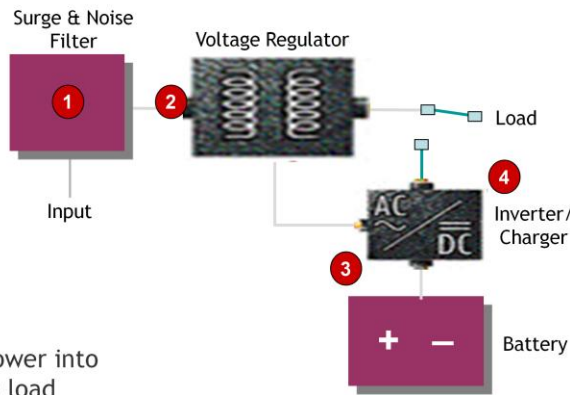 Surge & Noise
Filter
Voltage Regulator
1
2
Load
4
Input
AC
DC
Inverter/
Charger
3
+ −
Battery
ower into
load